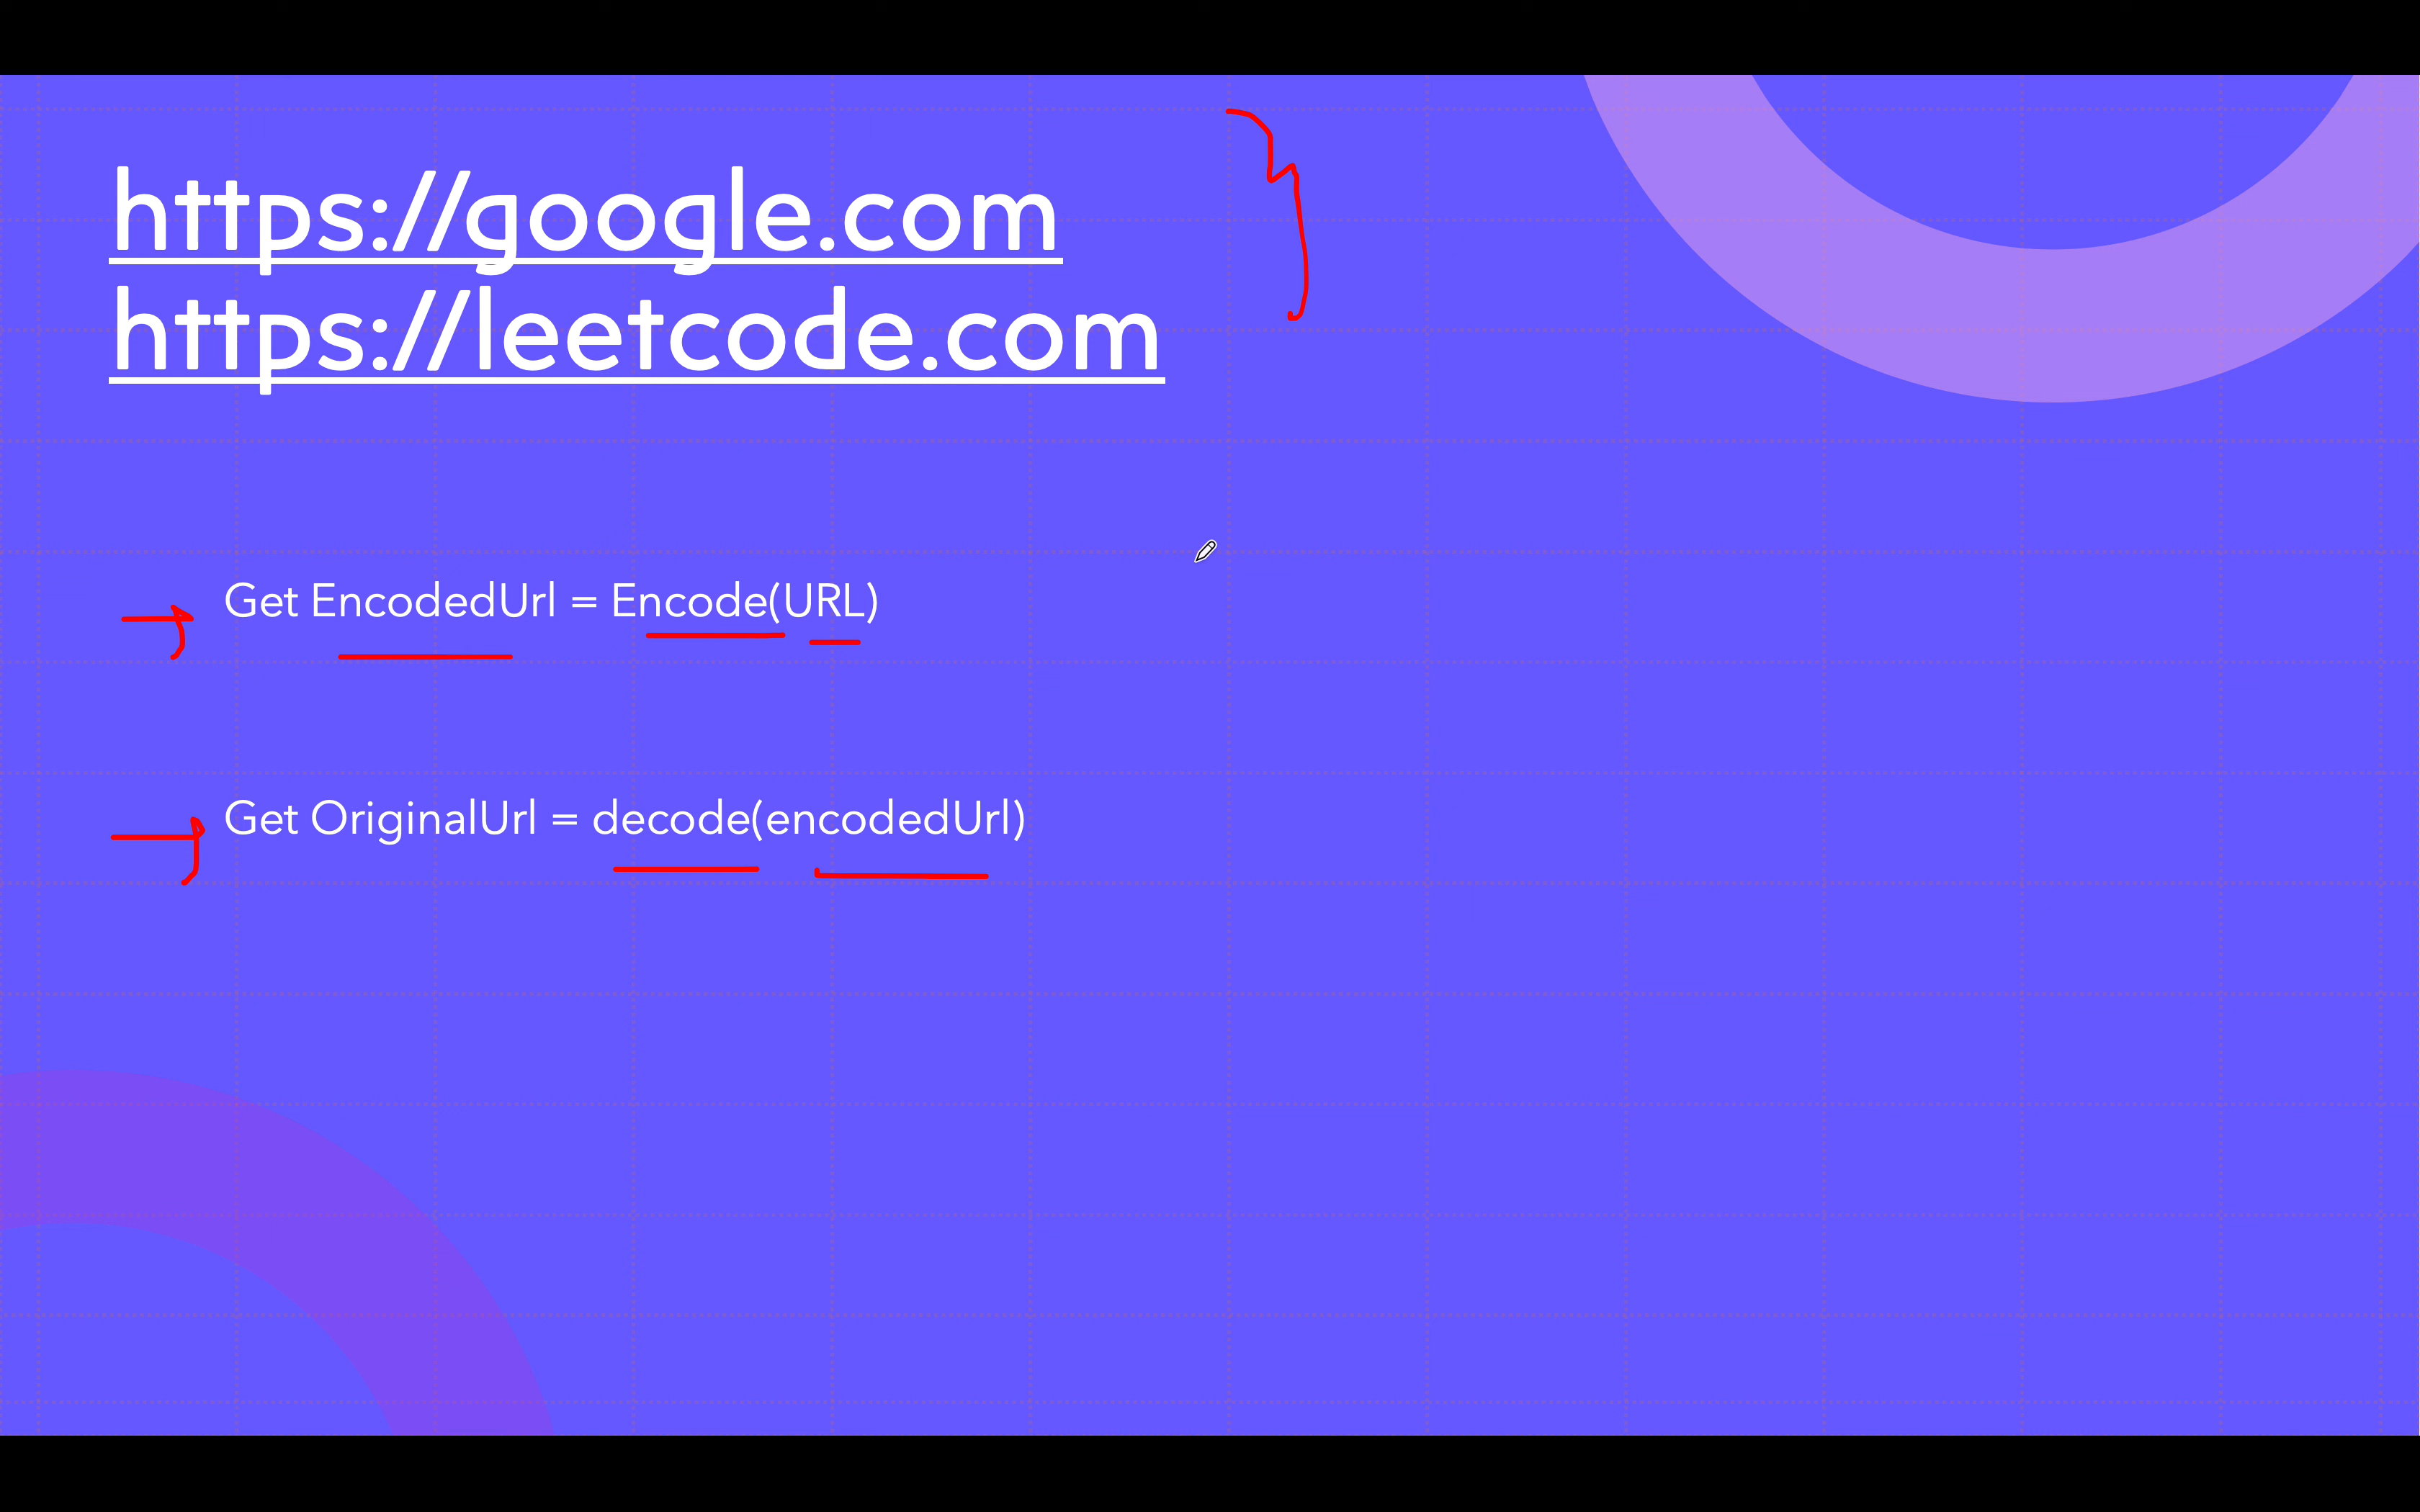 https://google.com
https://leetcode.com
Get EncodedUrl = Encode(URL)
Get OriginalUrl = decode(encodedUrl)